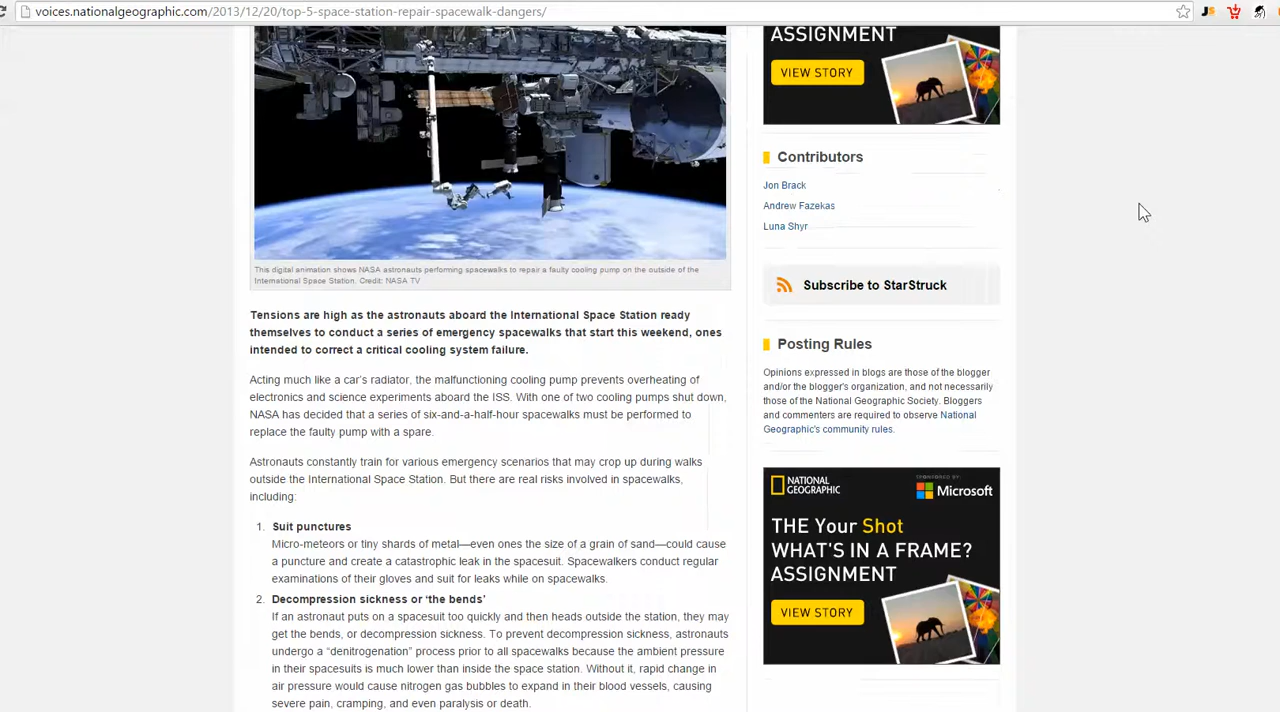 voices.nationalgeographic.com/2013/12/20/top-5-space-station-repair-spacewalk-dangers/
ASSIGNMENT
VIEW STORY
This digital animation shows NASA astronauts performing spacewalks to repair a faulty cooling pump on the outside of the
International Space Station. Credit: NASA TV
Tensions are high as the astronauts aboard the International Space Station ready
themselves to conduct a series of emergency spacewalks that start this weekend, ones
intended to correct a critical cooling system failure.
Acting much like a car's radiator, the malfunctioning cooling pump prevents overheating of
electronics and science experiments aboard the ISS. With one of two cooling pumps shut down,
NASA has decided that a series of six-and-a-half-hour spacewalks must be performed to
replace the faulty pump with a spare.
Astronauts constantly train for various emergency scenarios that may crop up during walks
outside the International Space Station. But there are real risks involved in spacewalks,
including:
1. Suit punctures
Micro-meteors or tiny shards of metal—even ones the size of a grain of sand—could cause
a puncture and create a catastrophic leak in the spacesuit. Spacewalkers conduct regular
examinations of their gloves and suit for leaks while on spacewalks.
2. Decompression sickness or 'the bends'
If an astronaut puts on a spacesuit too quickly and then heads outside the station, they may
get the bends, or decompression sickness. To prevent decompression sickness, astronauts
undergo a "denitrogenation" process prior to all spacewalks because the ambient pressure
in their spacesuits is much lower than inside the space station. Without it, rapid change in
air pressure would cause nitrogen gas bubbles to expand in their blood vessels, causing
severe pain, cramping, and even paralysis or death.
Contributors
Jon Brack
Andrew Fazekas
Luna Shyr
Subscribe to StarStruck
Posting Rules
Opinions expressed in blogs are those of the blogger
and/or the blogger's organization, and not necessarily
those of the National Geographic Society. Bloggers
and commenters are required to observe National
Geographic's community rules.
NATIONAL
GEOGRAPHIC
SPONSORED BY:
Microsoft
THE Your Shot
WHAT'S IN A FRAME?
ASSIGNMENT
VIEW STORY
JS